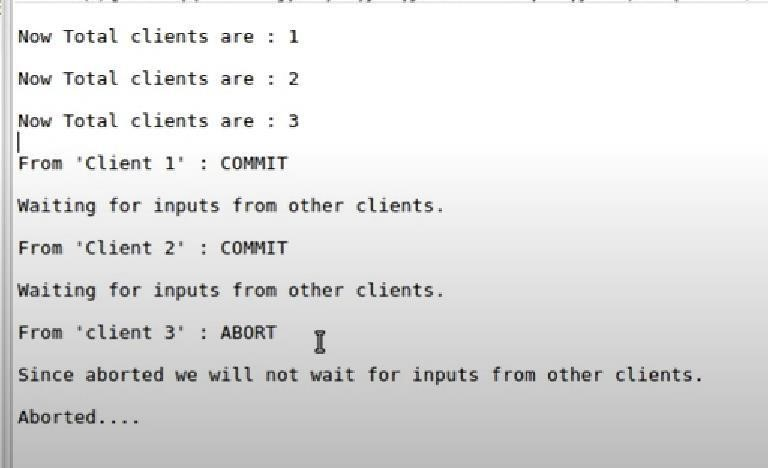 Now Total clients are : 1
Now Total clients are : 2
Now Total clients are : 3
From 'Client 1' : COMMIT
Waiting for inputs from other clients.
From 'Client 2' : COMMIT
Waiting for inputs from other clients.
From 'client 3' : ABORT
Since aborted we will not wait for inputs from other clients.
Aborted....